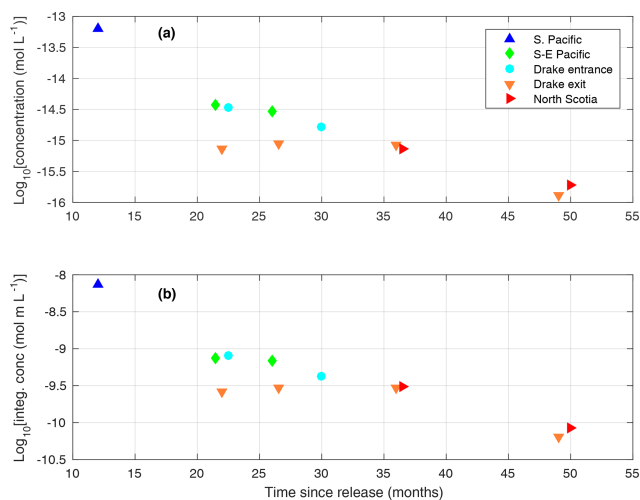 (a)
Log10[concentration (mol L-1)]
-13
-13.5
-14
-14.5
-15
-15.5
-16
S. Pacific
S-E Pacific
Drake entrance
Drake exit
North Scotia
10 15 20 25 30 35 40 45 50 55
(b)
Log10[integ. conc (mol m L-1)]
-8
-8.5
-9
-9.5
-10
-10.5
10 15 20 25 30 35 40 45 50 55
Time since release (months)